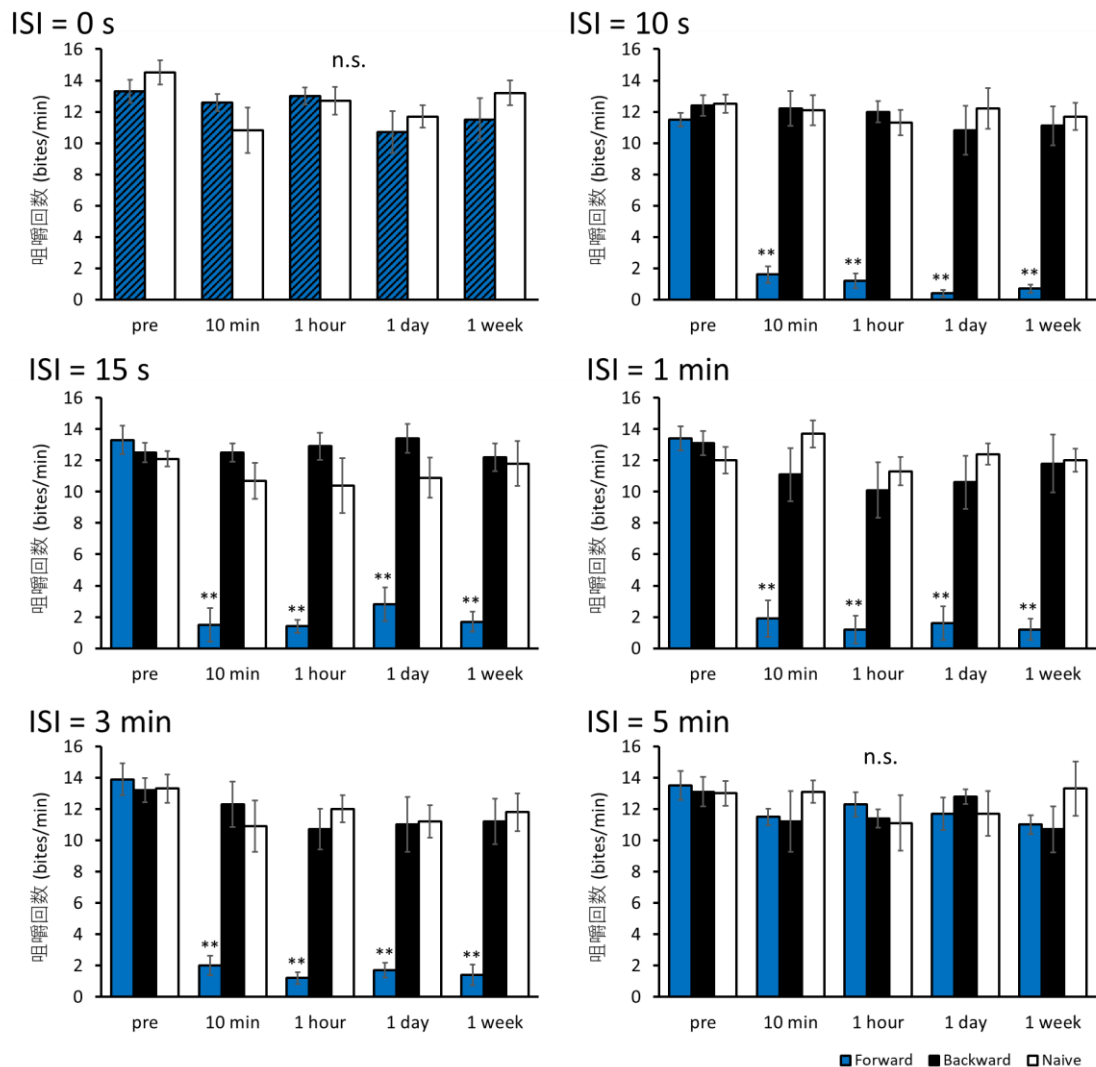 ISI = 0 s
16
14
12
10
8
6
4
2
0
咀嚼回数 (bites/min)
n.s.
pre 10 min 1 hour 1 day 1 week
ISI = 10 s
16
14
12
10
8
6
4
2
0
咀嚼回数 (bites/min)
** ** ** **
pre 10 min 1 hour 1 day 1 week
ISI = 15 s
16
14
12
10
8
6
4
2
0
咀嚼回数 (bites/min)
** ** ** **
pre 10 min 1 hour 1 day 1 week
ISI = 1 min
16
14
12
10
8
6
4
2
0
咀嚼回数 (bites/min)
** ** ** **
pre 10 min 1 hour 1 day 1 week
ISI = 3 min
16
14
12
10
8
6
4
2
0
咀嚼回数 (bites/min)
** ** ** **
pre 10 min 1 hour 1 day 1 week
ISI = 5 min
16
14
12
10
8
6
4
2
0
咀嚼回数 (bites/min)
n.s.
pre 10 min 1 hour 1 day 1 week
Forward Backward Naive